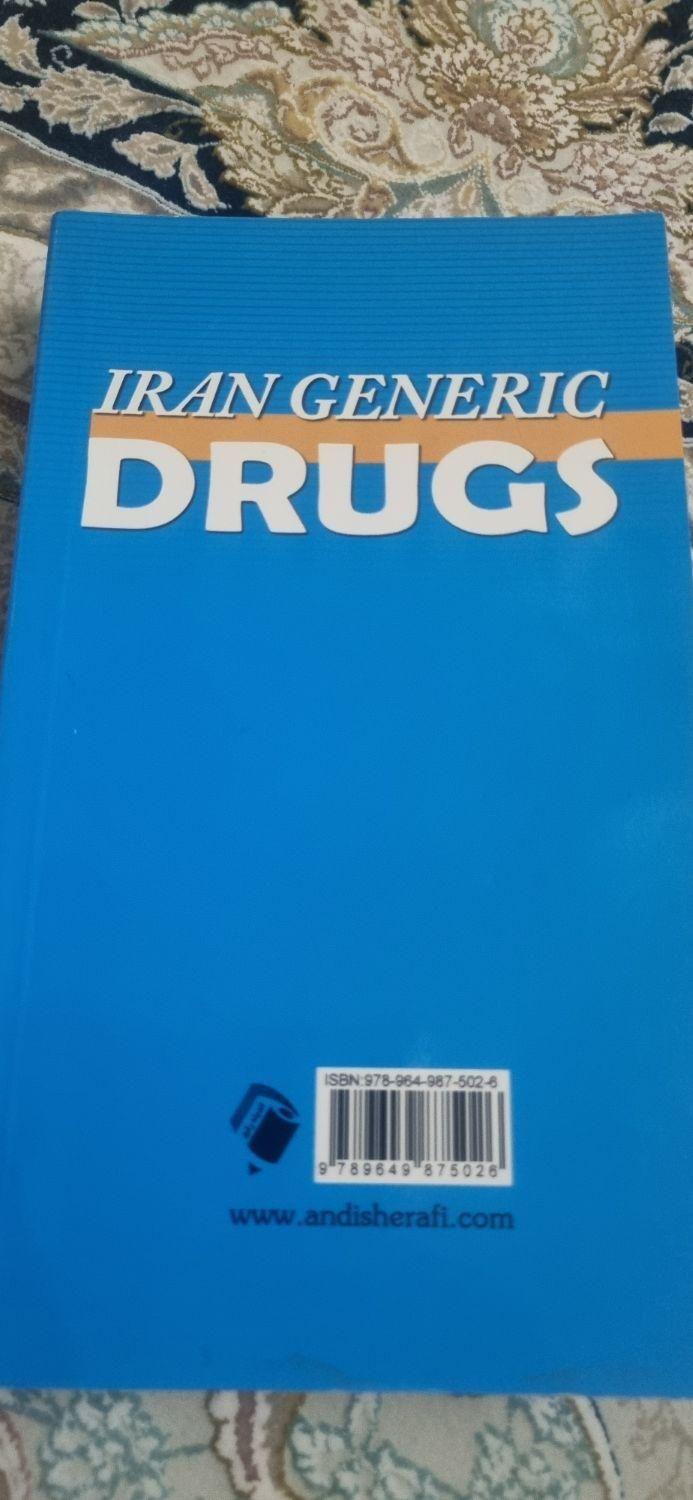 IRAN GENERIC
DRUGS
ISBN:978-964-987-502-6
9 789649 875026
www.andisherafi.com